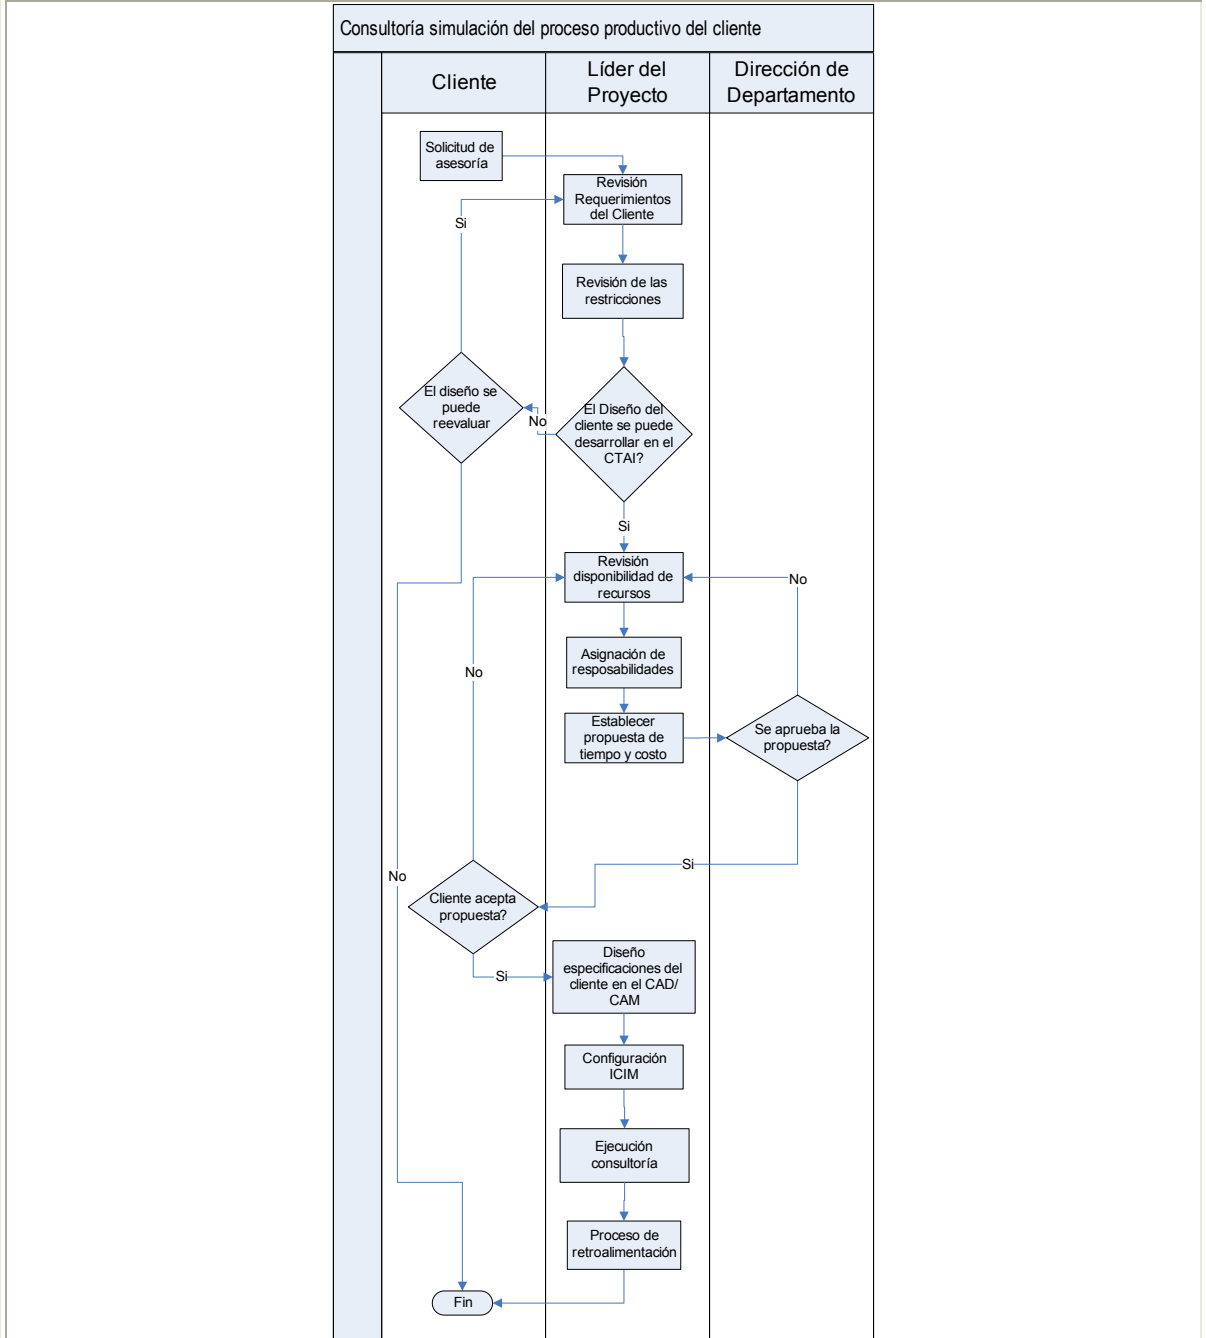 Consultoría simulación del proceso productivo del cliente
Cliente
Líder del
Proyecto
Dirección de
Departamento
Solicitud de
asesoría
Revisión
Requerimientos
del Cliente
Si
Revisión de las
restricciones
El diseño se
puede
reevaluar
No
El Diseño del
cliente se puede
desarrollar en el
CTAI?
Si
Revisión
disponibilidad de
recursos
No
Asignación de
resposabilidades
No
Establecer
propuesta de
tiempo y costo
Se aprueba la
propuesta?
Si
No
Cliente acepta
propuesta?
Si
Diseño
especificaciones del
cliente en el CAD/
CAM
Configuración
ICIM
Ejecución
consultoría
Proceso de
retroalimentación
Fin